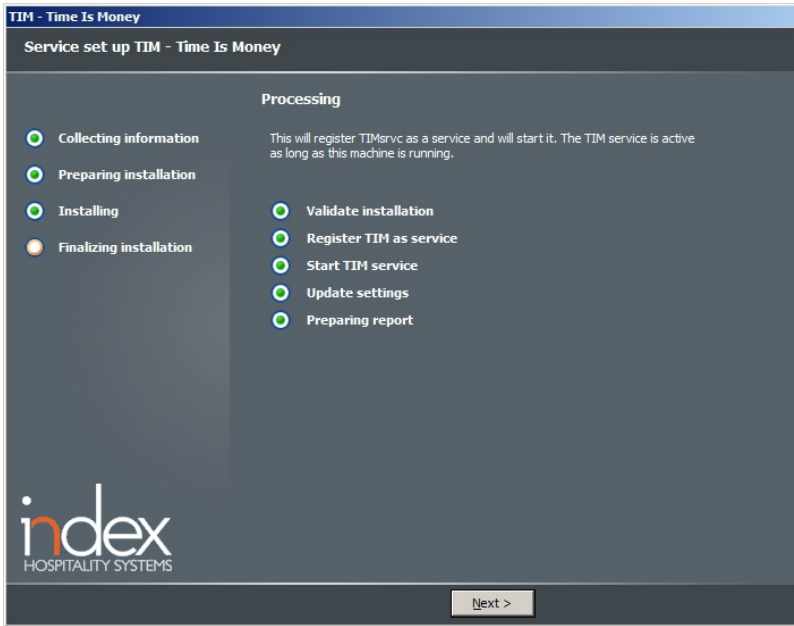 TIM - Time Is Money
Service set up TIM - Time Is Money
Processing
Collecting information
Preparing installation
Installing
Finalizing installation
This will register TIMsrvc as a service and will start it. The TIM service is active
as long as this machine is running.
Validate installation
Register TIM as service
Start TIM service
Update settings
Preparing report
index
HOSPITALITY SYSTEMS
Next >